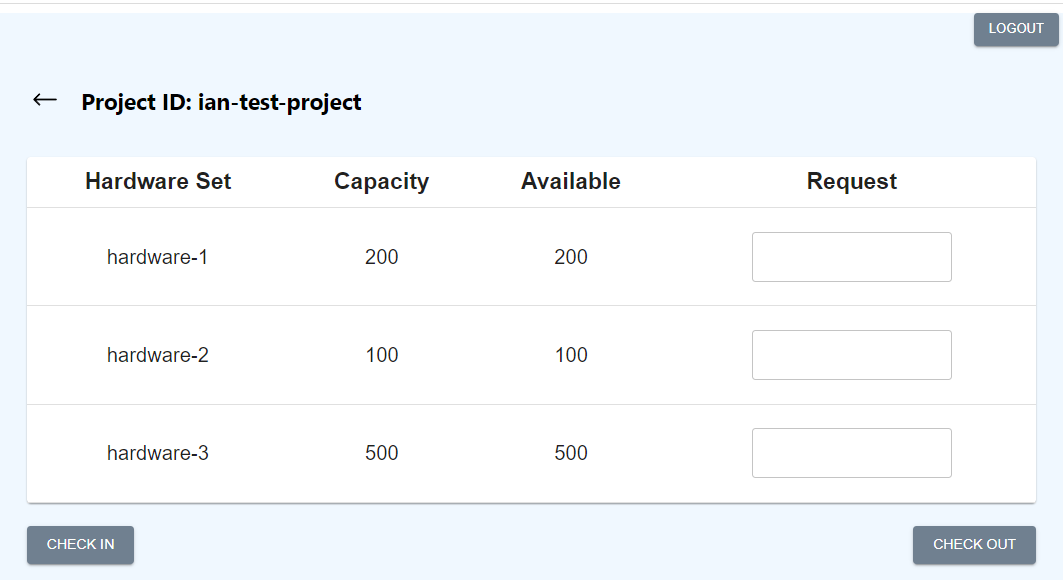 LOGOUT
Project ID: ian-test-project
Hardware Set Capacity Available Request
hardware-1 200 200
hardware-2 100 100
hardware-3 500 500
CHECK IN CHECK OUT